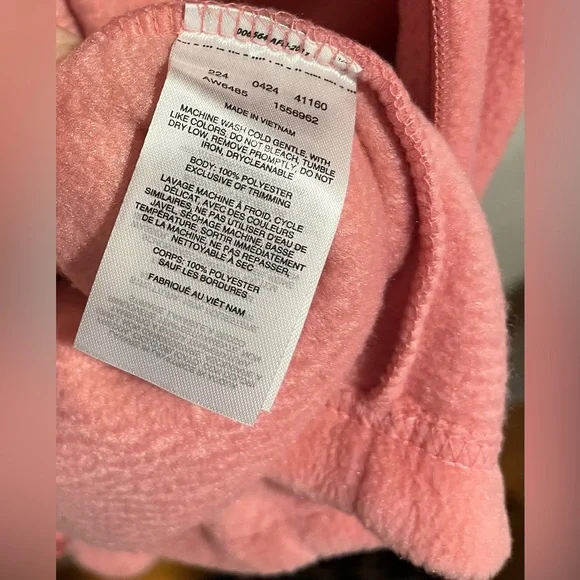 224 0424 41160
AW6485 1556962
MADE IN VIETNAM
MACHINE WASH COLD GENTLE, WITH
LIKE COLORS, DO NOT BLEACH, TUMBLE
DRY LOW, REMOVE PROMPTLY, DO NOT
IRON, DRYCLEANABLE
BODY: 100% POLYESTER
EXCLUSIVE OF TRIMMING
LAVAGE MACHINE À FROID, CYCLE
DÉLICAT, AVEC DES COULEURS
SIMILAIRES, NE PAS UTILISER D'EAU DE
JAVEL, SÉCHAGE MACHINE, BASSE
TEMPÉRATURE, SORTIR IMMÉDIATEMENT
DE LA MACHINE, NE PAS REPASSER,
NETTOYABLE À SEC.
CORPS: 100% POLYESTER
SAUF LES BORDURES
FABRIQUÉ AU VIÊT NAM